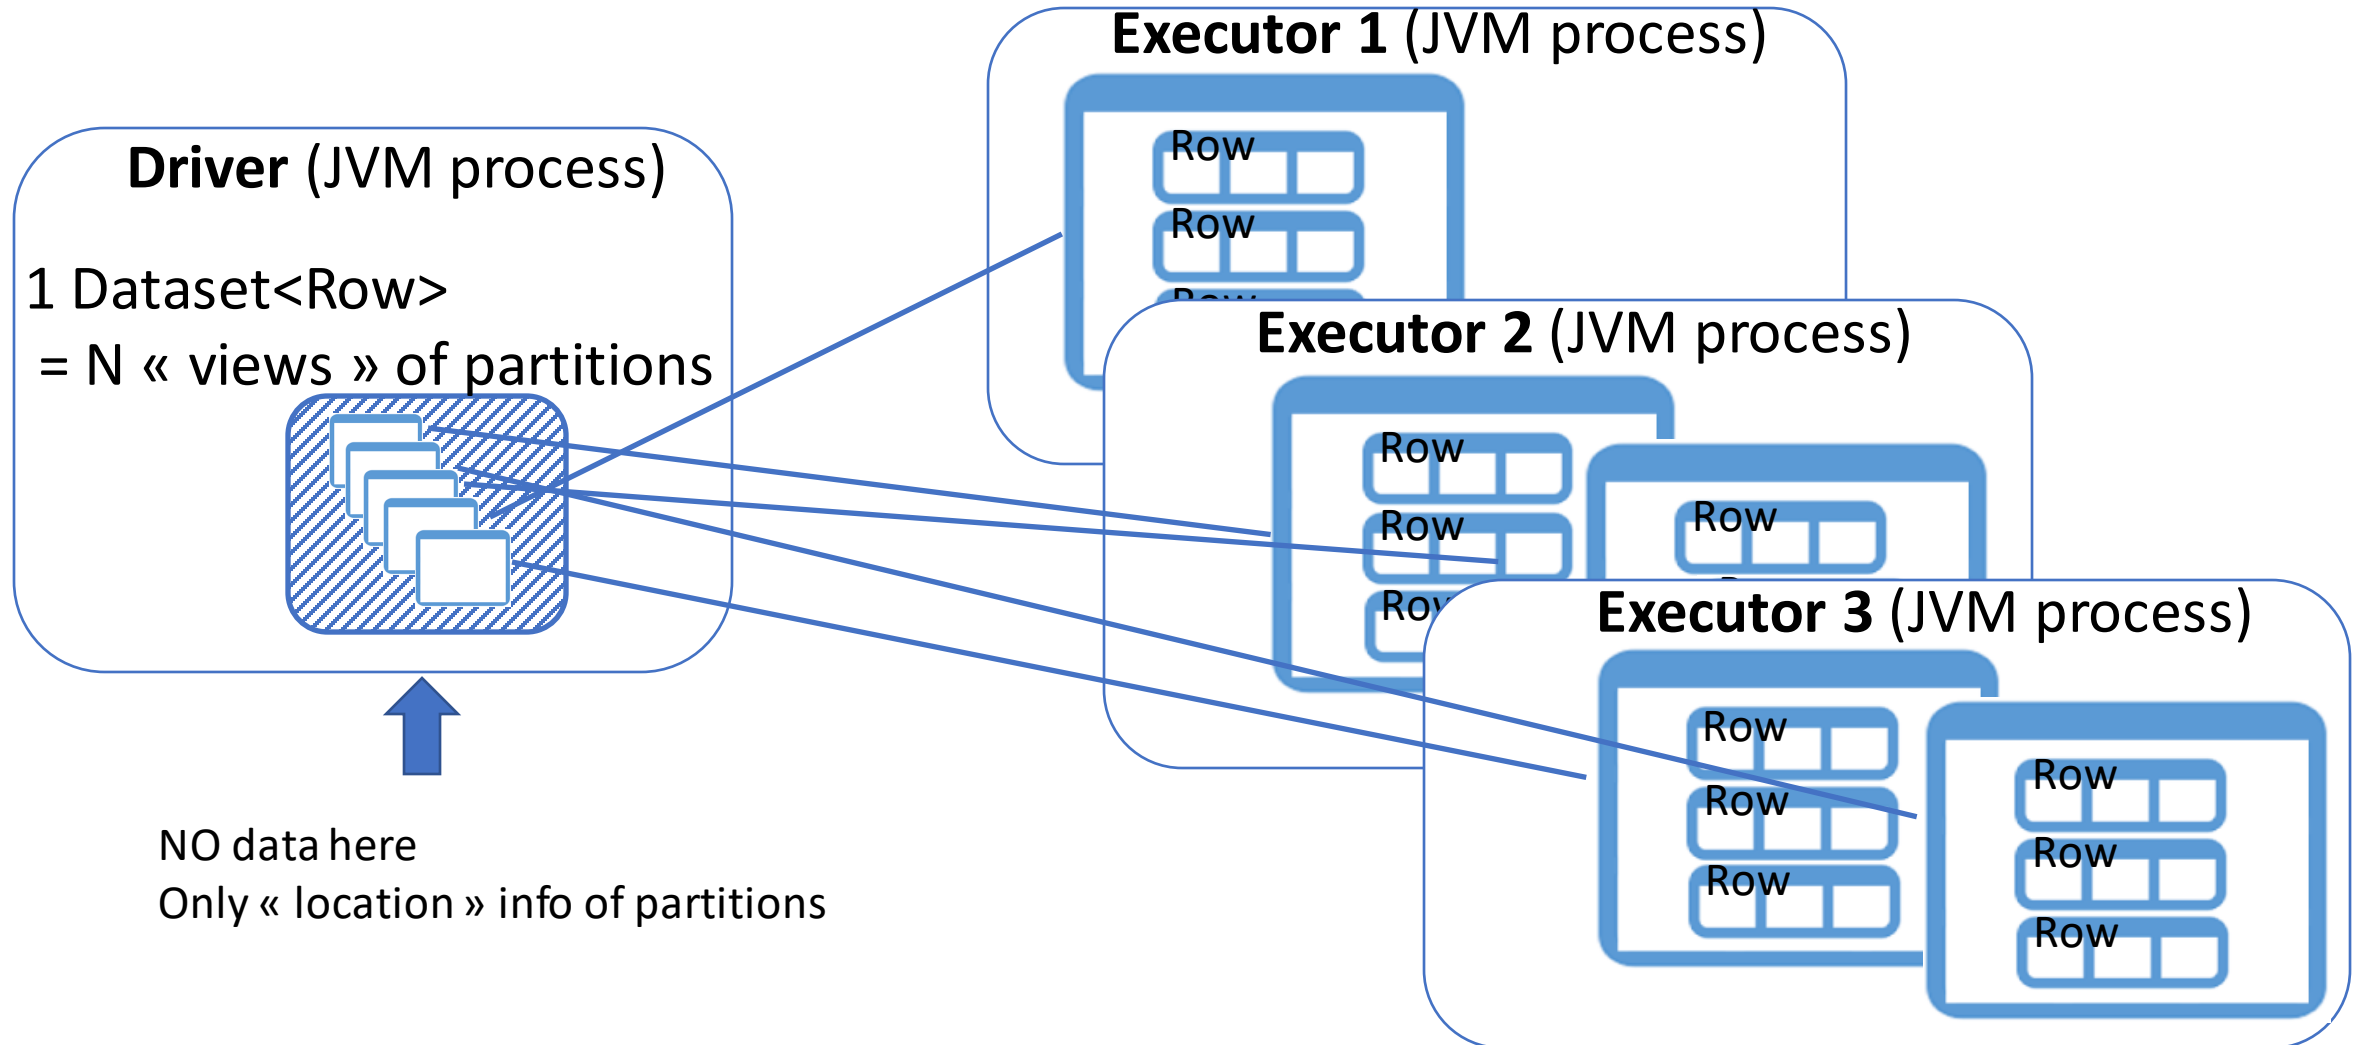 Driver (JVM process)
1 Dataset<Row>
= N « views » of partitions
NO data here
Only « location » info of partitions
Executor 1 (JVM process)
Row
Row
Row
Executor 2 (JVM process)
Row
Row
Row
Row
Executor 3 (JVM process)
Row
Row
Row
Row
Row
Row